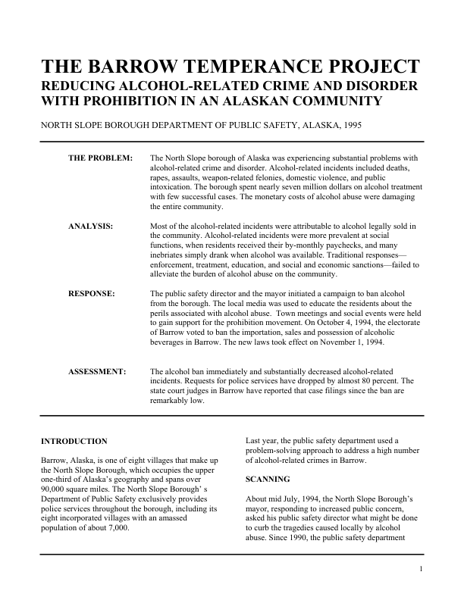 THE BARROW TEMPERANCE PROJECT
REDUCING ALCOHOL-RELATED CRIME AND DISORDER
WITH PROHIBITION IN AN ALASKAN COMMUNITY
NORTH SLOPE BOROUGH DEPARTMENT OF PUBLIC SAFETY, ALASKA, 1995
THE PROBLEM:
The North Slope borough of Alaska was experiencing substantial problems with
alcohol-related crime and disorder. Alcohol-related incidents included deaths,
rapes, assaults, weapon-related felonies, domestic violence, and public
intoxication. The borough spent nearly seven million dollars on alcohol treatment
with few successful cases. The monetary costs of alcohol abuse were damaging
the entire community.
ANALYSIS:
Most of the alcohol-related incidents were attributable to alcohol legally sold in
the community. Alcohol-related incidents were more prevalent at social
functions, when residents received their by-monthly paychecks, and many
inebriates simply drank when alcohol was available. Traditional responses—
enforcement, treatment, education, and social and economic sanctions—failed to
alleviate the burden of alcohol abuse on the community.
RESPONSE:
The public safety director and the mayor initiated a campaign to ban alcohol
from the borough. The local media was used to educate the residents about the
perils associated with alcohol abuse. Town meetings and social events were held
to gain support for the prohibition movement. On October 4, 1994, the electorate
of Barrow voted to ban the importation, sales and possession of alcoholic
beverages in Barrow. The new laws took effect on November 1, 1994.
ASSESSMENT:
The alcohol ban immediately and substantially decreased alcohol-related
incidents. Requests for police services have dropped by almost 80 percent. The
state court judges in Barrow have reported that case filings since the ban are
remarkably low.
INTRODUCTION
Barrow, Alaska, is one of eight villages that make up
the North Slope Borough, which occupies the upper
one-third of Alaska's geography and spans over
90,000 square miles. The North Slope Borough' s
Department of Public Safety exclusively provides
police services throughout the borough, including its
eight incorporated villages with an amassed
population of about 7,000.
Last year, the public safety department used a
problem-solving approach to address a high number
of alcohol-related crimes in Barrow.
SCANNING
About mid July, 1994, the North Slope Borough's
mayor, responding to increased public concern,
asked his public safety director what might be done
to curb the tragedies caused locally by alcohol
abuse. Since 1990, the public safety department
1